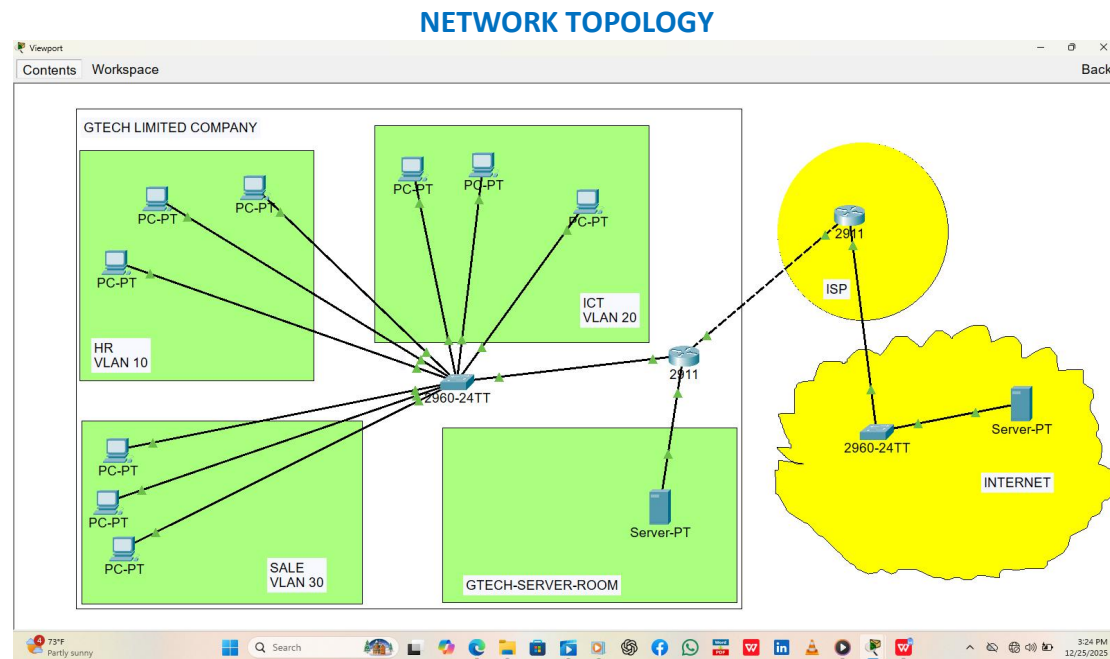 NETWORK TOPOLOGY
Viewport
Contents Workspace
Back
GTECH LIMITED COMPANY
PC-PT
PC-PT
PC-PT
HR
VLAN 10
PC-PT
PC-PT
PC-PT
ICT
VLAN 20
2911
ISP
2911
2960-24TT
PC-PT
PC-PT
PC-PT
SALE
VLAN 30
Server-PT
GTECH-SERVER-ROOM
Server-PT
2960-24TT
INTERNET
4
73°F
Partly sunny
Search
3:24 PM
12/25/2025